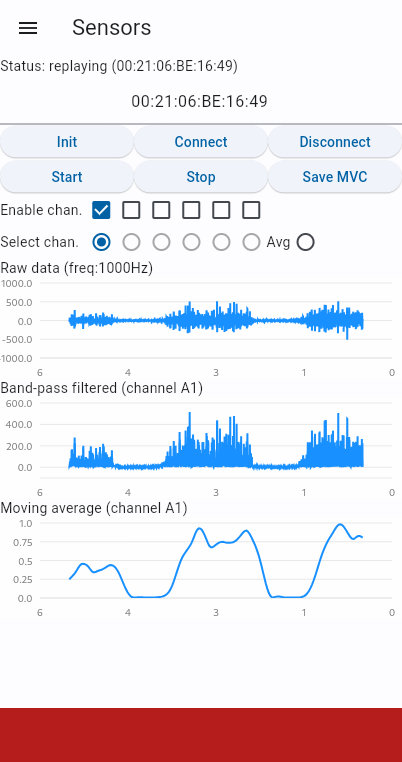 Sensors
Status: replaying (00:21:06:BE:16:49)
00:21:06:BE:16:49
Init Connect Disconnect
Start Stop Save MVC
Enable chan.
Select chan. Avg
Raw data (freq:1000Hz)
1000.0
500.0
0.0
-500.0
-1000.0
6 4 3 1 0
Band-pass filtered (channel A1)
600.0
400.0
200.0
0.0
6 4 3 1 0
Moving average (channel A1)
1.0
0.75
0.5
0.25
0.0
6 4 3 1 0